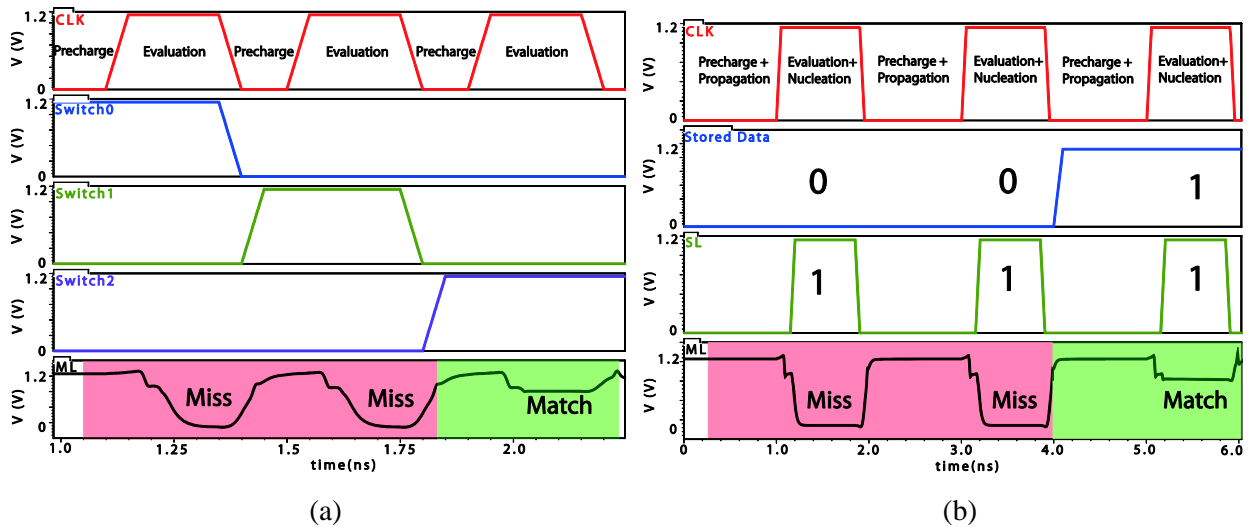 CLK
V (V)
1.2
0
Precharge Evaluation Precharge Evaluation Precharge Evaluation
Switch0
V (V)
1.2
0
Switch1
V (V)
1.2
0
Switch2
V (V)
1.2
0
ML
V (V)
1.2
0
Miss Miss Match
1.0 1.25 1.5 1.75 2.0
time(ns)
(a)
CLK
V (V)
1.2
0
Precharge + Propagation
Evaluation+ Nucleation
Precharge + Propagation
Evaluation+ Nucleation
Precharge + Propagation
Evaluation+ Nucleation
Stored Data
V (V)
1.2
0
0 0 1
SL
V (V)
1.2
0
1 1 1
ML
V (V)
1.2
0
Miss Miss Match
0 1.0 2.0 3.0 4.0 5.0 6.0
time(ns)
(b)